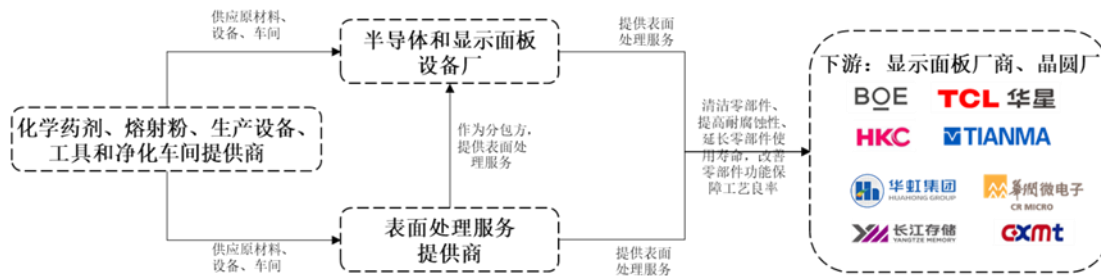 供应原材料、
设备、车间
半导体和显示面板
设备厂
提供表面
处理服务
化学药剂、熔射粉、生产设备、
工具和净化车间提供商
作为分包方，
提供表面处
理服务
清洁零部件、
提高耐腐蚀性、
延长零部件使
用寿命，改善
零部件功能保
障工艺良率
供应原材料、
设备、车间
表面处理服务
提供商
提供表面
处理服务
下游：显示面板厂商、晶圆厂
BOE
TCL 华星
HKC
TIANMA
华虹集团
HUAHONG GROUP
華潤微电子
CR MICRO
长江存储
YANGTZE MEMORY
cxmt